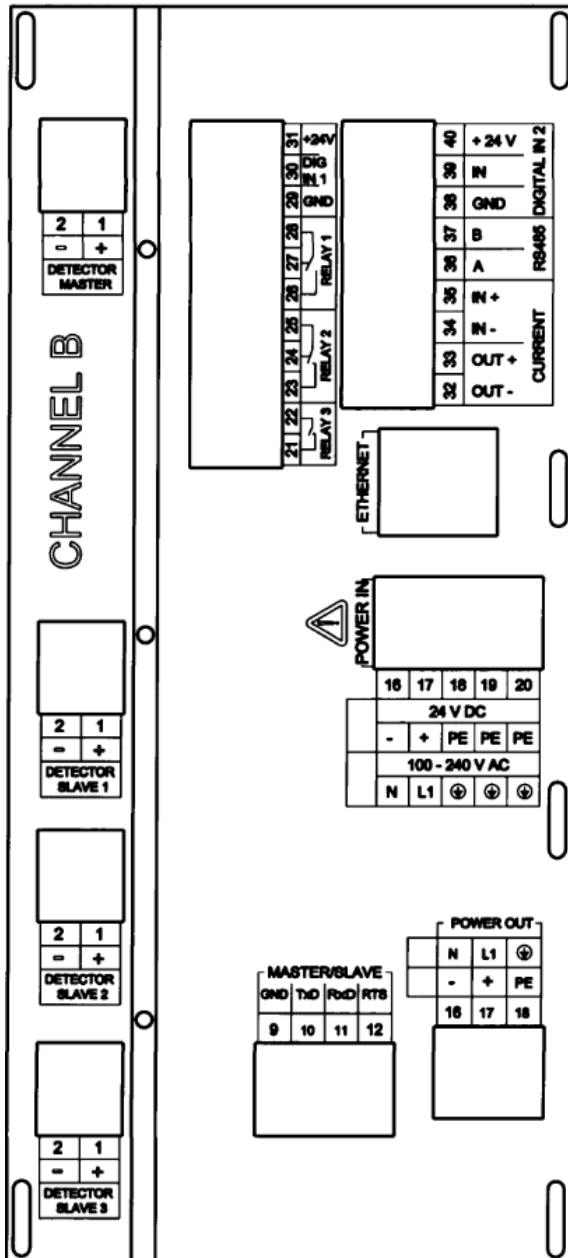 2 1
- +
DETECTOR
MASTER
CHANNEL B
2 1
- +
DETECTOR
SLAVE 1
2 1
- +
DETECTOR
SLAVE 2
2 1
- +
DETECTOR
SLAVE 3
31 +24V
30 DIG
IN 1
29 GND
28
27
26
RELAY 1
25
24
23
RELAY 2
22
21
RELAY 3
40 + 24 V
39 IN
38 GND
DIGITAL IN 2
37 B
36 A
RS485
35 IN +
34 IN -
33 OUT +
32 OUT -
CURRENT
ETHERNET
POWER IN
16 17 18 19 20
24 V DC
- + PE PE PE
100 - 240 V AC
N L1
MASTER/SLAVE
GND TxD RxD RTS
9 10 11 12
POWER OUT
N L1
- + PE
16 17 18